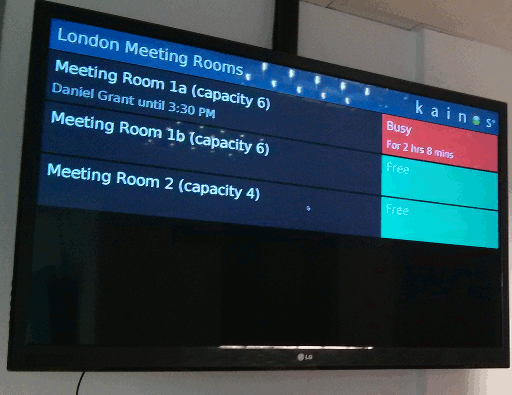 London Meeting Rooms
kainos
Meeting Room 1a (capacity 6)
Daniel Grant until 3:30 PM
Busy
For 2 hrs 8 mins
Meeting Room 1b (capacity 6)
Free
Meeting Room 2 (capacity 4)
Free
LG